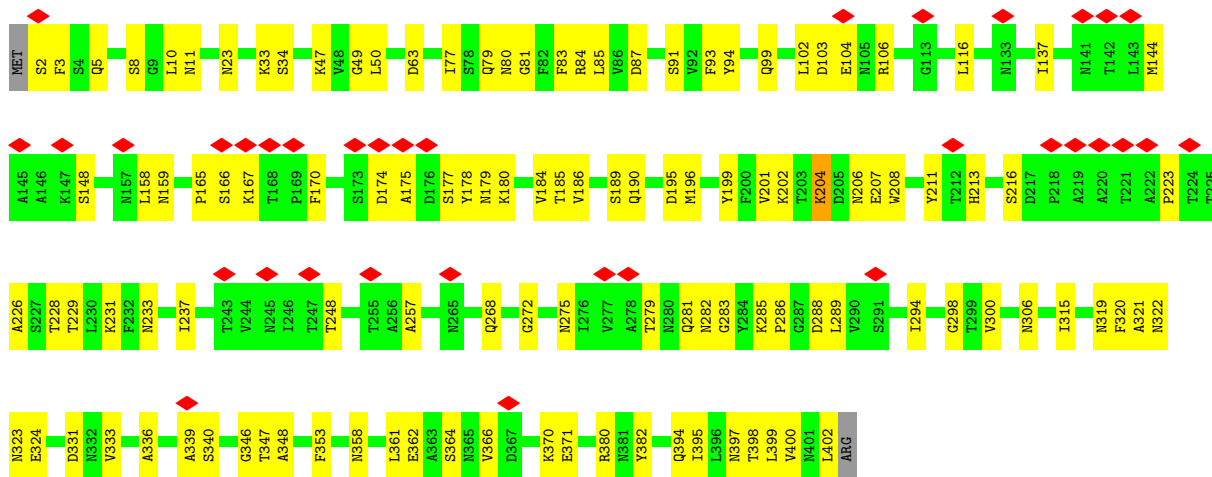 MET S2 F3 S4 Q5 S8 G9 L10 N11 N23 K33 S34 K47 V48 G49 L50 D63 I77 S78 Q79 N80 G81 F82 F83 R84 L85 V86 D87 S91 V92 F93 Y94 Q99 L102 D103 E104 N105 R106 G113 L116 N133 I137 N141 T142 L143 M144
A145 A146 K147 S148 N157 L158 N159 P165 S166 K167 T168 P169 F170 S173 D174 A175 D176 S177 Y178 N179 K180 V184 T185 V186 S189 Q190 D195 M196 Y199 F200 V201 K202 T203 K204 D205 N206 E207 W208 Y211 T212 H213 S216 D217 P218 A219 A220 T221 A222 P223 T224 T225
A226 S227 T228 T229 L230 K231 F232 N233 I237 T243 V244 N245 I246 T247 T248 T255 A256 A257 N265 Q268 G272 N275 I276 V277 A278 T279 N280 Q281 N282 G283 Y284 K285 P286 G287 D288 L289 V290 S291 I294 G298 T299 V300 N306 I315 N319 F320 A321 N322
N323 E324 D331 N332 V333 A336 A339 S340 G346 T347 A348 F353 N358 L361 E362 A363 S364 N365 V366 D367 K370 E371 R380 N381 Y382 Q394 I395 L396 N397 T398 L399 V400 N401 L402 ARG